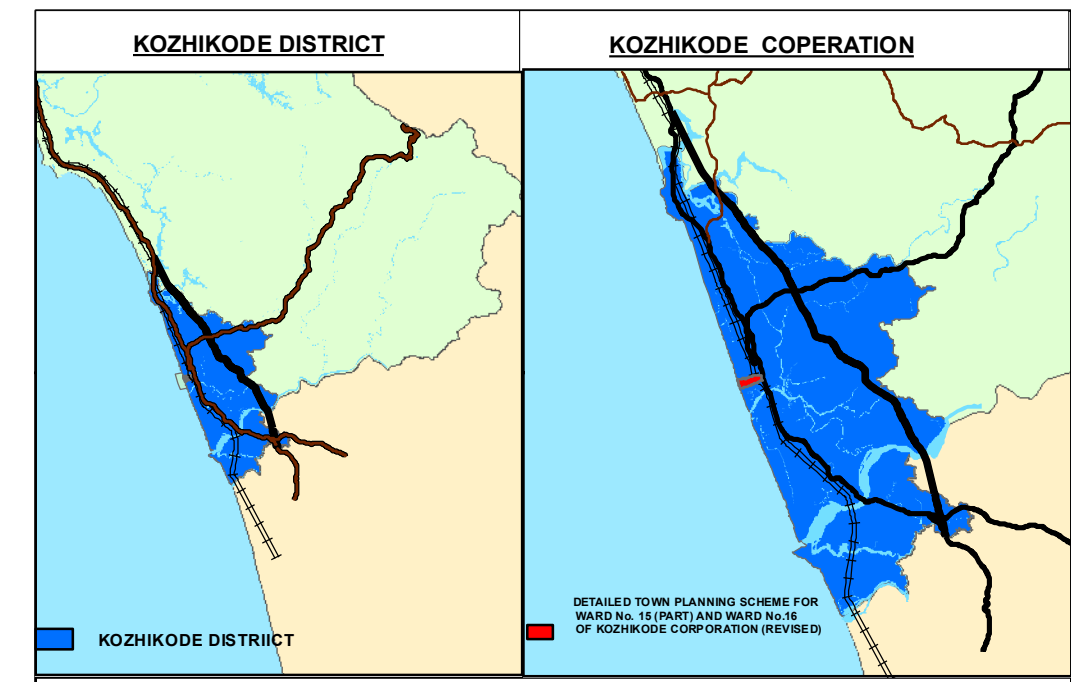 KOZHIKODE DISTRICT
KOZHIKODE COPERATION
KOZHIKODE DISTRIICT
DETAILED TOWN PLANNING SCHEME FOR
WARD No. 15 (PART) AND WARD No.16
OF KOZHIKODE CORPORATION (REVISED)